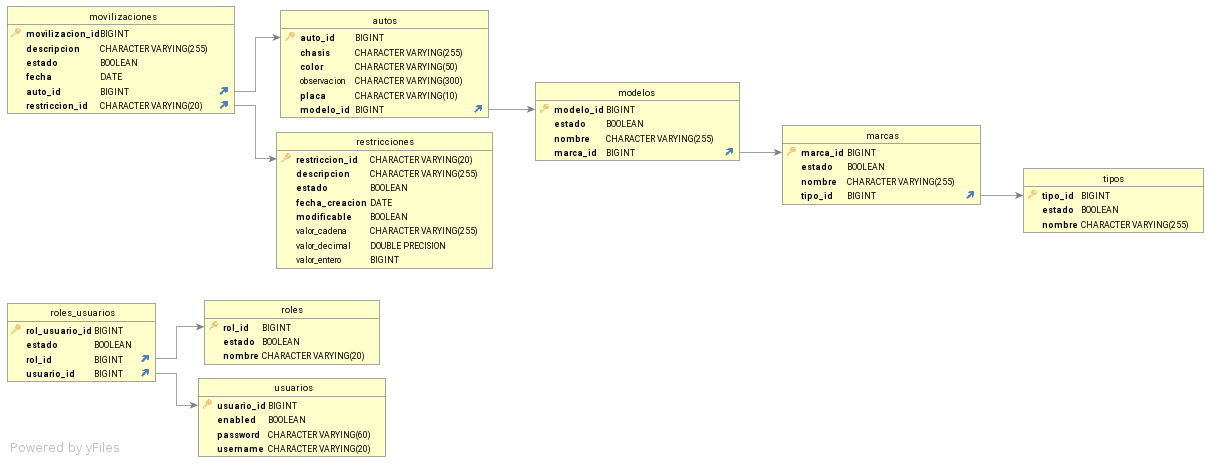 movilizaciones
movilizacion_id BIGINT
descripcion CHARACTER VARYING(255)
estado BOOLEAN
fecha DATE
auto_id BIGINT
restriccion_id CHARACTER VARYING(20)
autos
auto_id BIGINT
chasis CHARACTER VARYING(255)
color CHARACTER VARYING(50)
observacion CHARACTER VARYING(300)
placa CHARACTER VARYING(10)
modelo_id BIGINT
restricciones
restriccion_id CHARACTER VARYING(20)
descripcion CHARACTER VARYING(255)
estado BOOLEAN
fecha_creacion DATE
modificable BOOLEAN
valor_cadena CHARACTER VARYING(255)
valor_decimal DOUBLE PRECISION
valor_entero BIGINT
modelos
modelo_id BIGINT
estado BOOLEAN
nombre CHARACTER VARYING(255)
marca_id BIGINT
marcas
marca_id BIGINT
estado BOOLEAN
nombre CHARACTER VARYING(255)
tipo_id BIGINT
tipos
tipo_id BIGINT
estado BOOLEAN
nombre CHARACTER VARYING(255)
roles_usuarios
rol_usuario_id BIGINT
estado BOOLEAN
rol_id BIGINT
usuario_id BIGINT
roles
rol_id BIGINT
estado BOOLEAN
nombre CHARACTER VARYING(20)
usuarios
usuario_id BIGINT
enabled BOOLEAN
password CHARACTER VARYING(60)
username CHARACTER VARYING(20)
Powered by yFiles